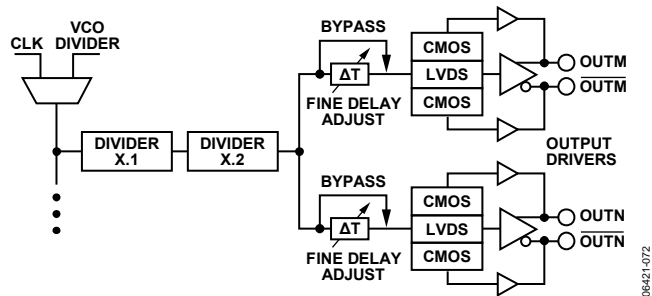 CLK
VCO
DIVIDER
DIVIDER
X.1
DIVIDER
X.2
BYPASS
ΔT
FINE DELAY
ADJUST
CMOS
LVDS
CMOS
OUTM
OUTM
OUTPUT
DRIVERS
BYPASS
ΔT
FINE DELAY
ADJUST
CMOS
LVDS
CMOS
OUTN
OUTN
06421-072